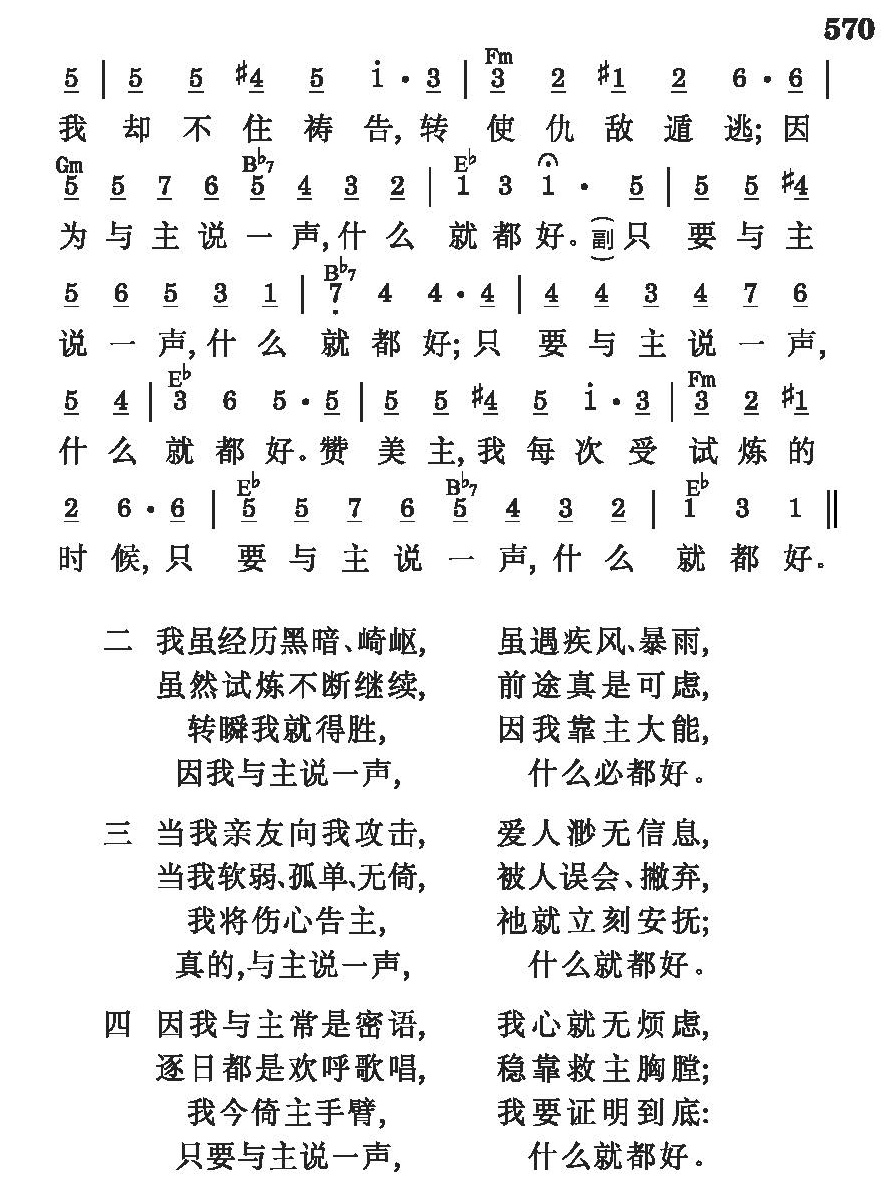 570
Fm
5 | 5 5 #4 5 i · 3 | 3 2 #1 2 6 · 6 |
我 却 不 住 祷 告, 转 使 仇 敌 遁 逃; 因
Gm B♭7 E♭
5 5 7 6 5 4 3 2 | 1 3 1 · 5 | 5 5 #4
为 与 主 说 一 声, 什 么 就 都 好。(副) 只 要 与 主
B♭7
5 6 5 3 1 | 7 4 4 · 4 | 4 4 3 4 7 6
说 一 声, 什 么 就 都 好; 只 要 与 主 说 一 声,
E♭ Fm
5 4 | 3 6 5 · 5 | 5 5 #4 5 i · 3 | 3 2 #1
什 么 就 都 好。赞 美 主, 我 每 次 受 试 炼 的
E♭ B♭7 E♭
2 6 · 6 | 5 5 7 6 5 4 3 2 | 1 3 1 ‖
时 候, 只 要 与 主 说 一 声, 什 么 就 都 好。
二 我虽经历黑暗、崎岖, 虽遇疾风、暴雨,
虽然试炼不断继续, 前途真是可虑,
转瞬我就得胜, 因我靠主大能,
因我与主说一声, 什么必都好。
三 当我亲友向我攻击, 爱人渺无信息,
当我软弱、孤单、无倚, 被人误会、撇弃,
我将伤心告主, 祂就立刻安抚;
真的,与主说一声, 什么就都好。
四 因我与主常是密语, 我心就无烦虑,
逐日都是欢呼歌唱, 稳靠救主胸膛;
我今倚主手臂, 我要证明到底:
只要与主说一声, 什么就都好。